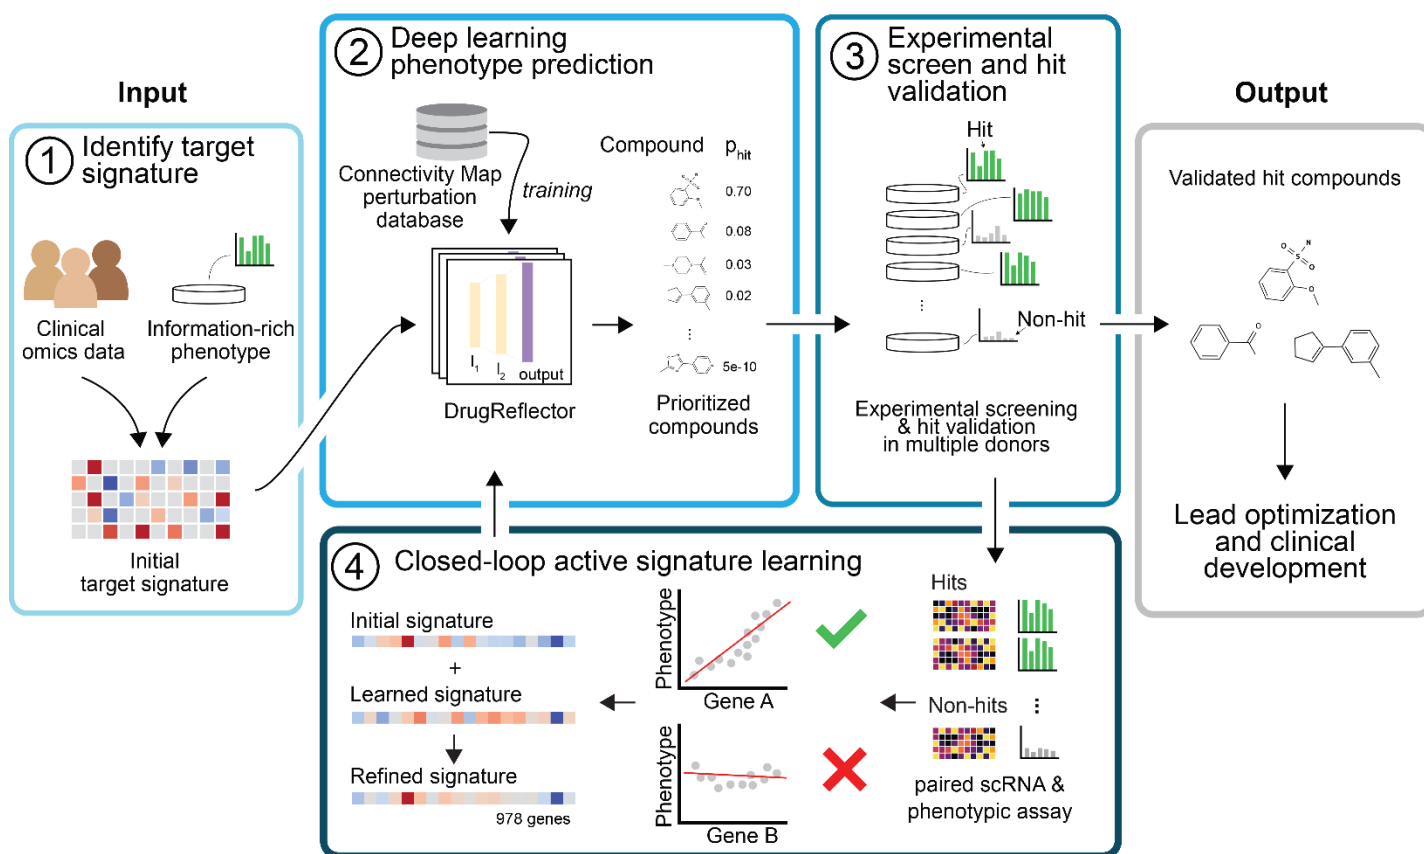 Input
1
Identify target
signature
Clinical
omics data
Information-rich
phenotype
Initial
target signature
2
Deep learning
phenotype prediction
Connectivity Map
perturbation
database
training
l1
l2
output
DrugReflector
Compound
phit
0.70
0.08
0.03
0.02
⋮
5e-10
Prioritized
compounds
3
Experimental
screen and hit
validation
Hit
⋮
Non-hit
Experimental screening
& hit validation
in multiple donors
4
Closed-loop active signature learning
Initial signature
+
Learned signature
Refined signature
978 genes
Phenotype
Gene A
Phenotype
Gene B
Hits
Non-hits
⋮
paired scRNA &
phenotypic assay
Output
Validated hit compounds
N
S
O
O
O
O
Lead optimization
and clinical
development